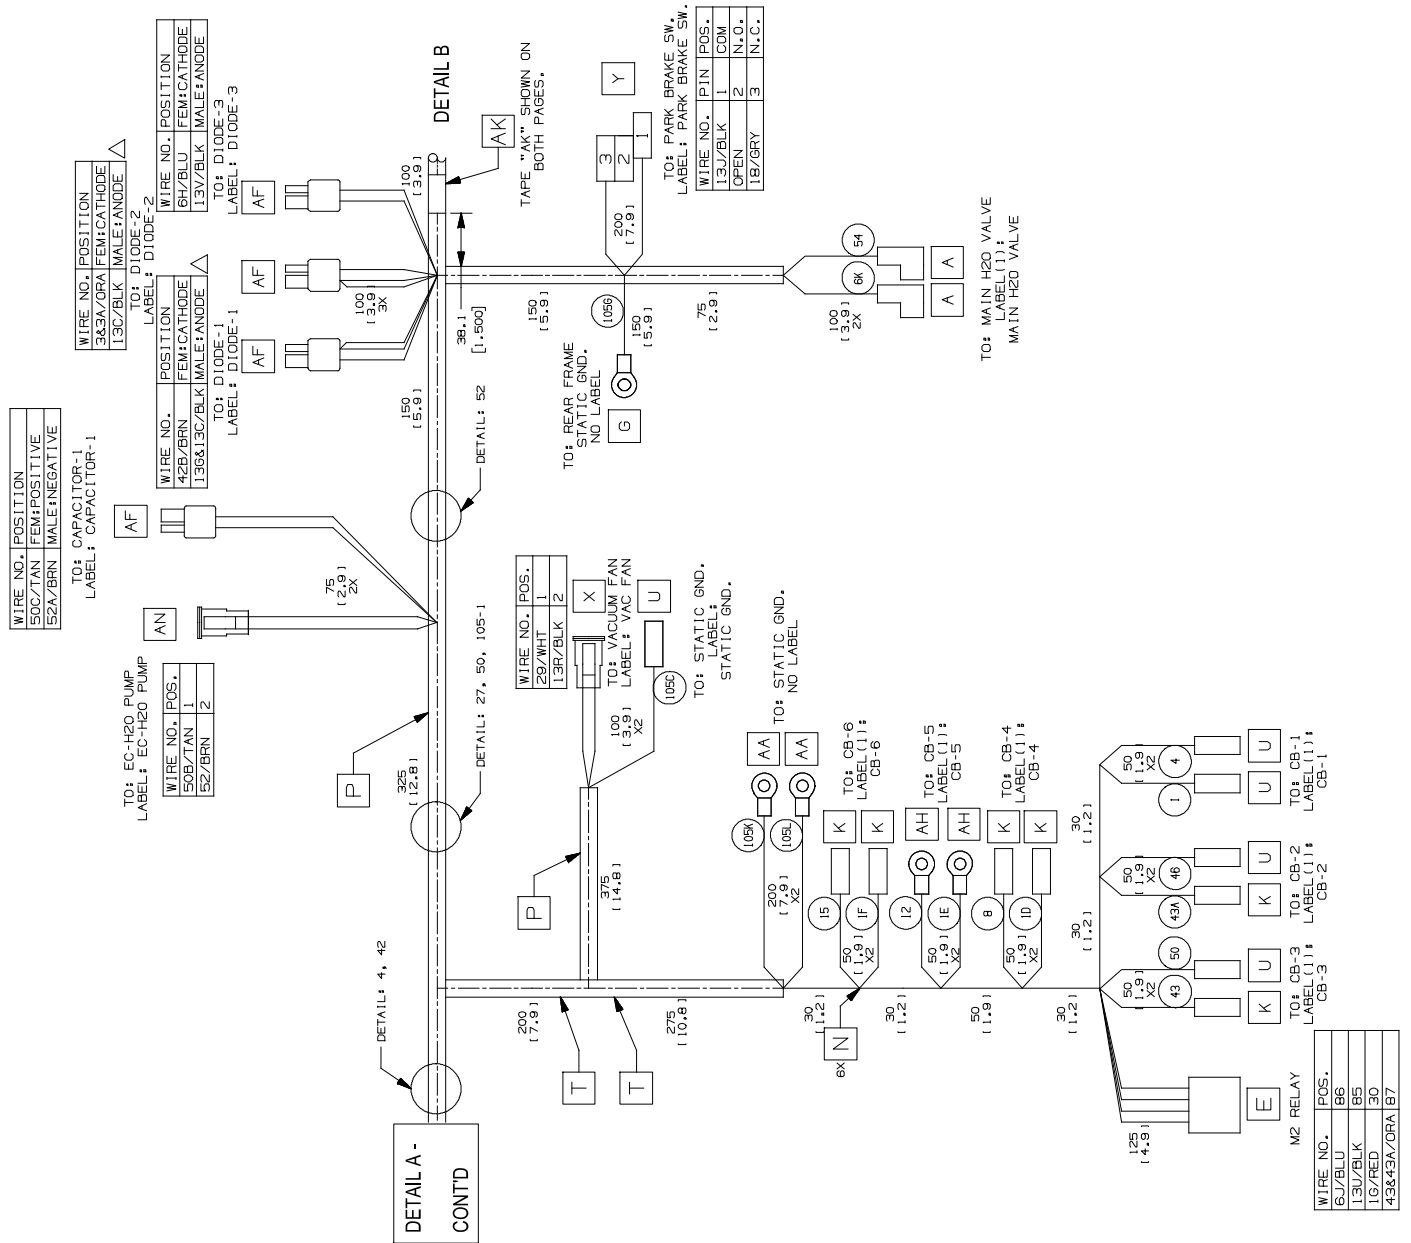 WIRE NO. POSITION
50C/TAN FEM:POSITIVE
52A/BRN MALE:NEGATIVE
TO: CAPACITOR-1
LABEL: CAPACITOR-1
AF
AN
TO: EC-H2O PUMP
LABEL: EC-H2O PUMP
WIRE NO. POS.
50B/TAN 1
52/BRN 2
75
[2.9]
2X
WIRE NO. POSITION
3&3A/ORA FEM:CATHODE
13C/BLK MALE:ANODE
TO: DIODE-2
LABEL: DIODE-2
WIRE NO. POSITION
6H/BLU FEM:CATHODE
13V/BLK MALE:ANODE
TO: DIODE-3
LABEL: DIODE-3
WIRE NO. POSITION
42B/BRN FEM:CATHODE
13G&13C/BLK MALE:ANODE
TO: DIODE-1
LABEL: DIODE-1
AF
AF
AF
100
[3.9]
3X
100
[3.9]
DETAIL B
AK
TAPE "AK" SHOWN ON
BOTH PAGES.
150
[5.9]
38.1
[1.500]
DETAIL: 52
P
325
[12.8]
DETAIL: 27, 50, 105-1
DETAIL: 4, 42
DETAIL A -
CONT'D
150
[5.9]
105G
150
[5.9]
G
TO: REAR FRAME
STATIC GND.
NO LABEL
200
[7.9]
3
2
1
Y
TO: PARK BRAKE SW.
LABEL: PARK BRAKE SW.
WIRE NO. PIN POS.
13J/BLK 1 COM
OPEN 2 N.O.
18/GRY 3 N.C.
75
[2.9]
100
[3.9]
2X
6K
54
A
A
TO: MAIN H2O VALVE
LABEL(1):
MAIN H2O VALVE
WIRE NO. POS.
29/WHT 1
13R/BLK 2
X
TO: VACUUM FAN
LABEL: VAC FAN
U
100
[3.9]
X2
105C
TO: STATIC GND.
LABEL:
STATIC GND.
P
375
[14.8]
200
[7.9]
275
[10.8]
T
T
105K
105L
AA
AA
TO: STATIC GND.
NO LABEL
200
[7.9]
X2
30
[1.2]
6X
N
15
1F
K
K
TO: CB-6
LABEL(1):
CB-6
50
[1.9]
X2
30
[1.2]
12
1E
AH
AH
TO: CB-5
LABEL(1):
CB-5
50
[1.9]
X2
50
[1.9]
8
1D
K
K
TO: CB-4
LABEL(1):
CB-4
50
[1.9]
X2
30
[1.2]
30
[1.2]
30
[1.2]
50
[1.9]
X2
1
4
U
U
TO: CB-1
LABEL(1):
CB-1
50
[1.9]
X2
43A
46
K
U
TO: CB-2
LABEL(1):
CB-2
50
[1.9]
X2
43
50
K
U
TO: CB-3
LABEL(1):
CB-3
125
[4.9]
E
M2 RELAY
WIRE NO. POS.
6J/BLU 86
13U/BLK 85
1G/RED 30
43&43A/ORA 87